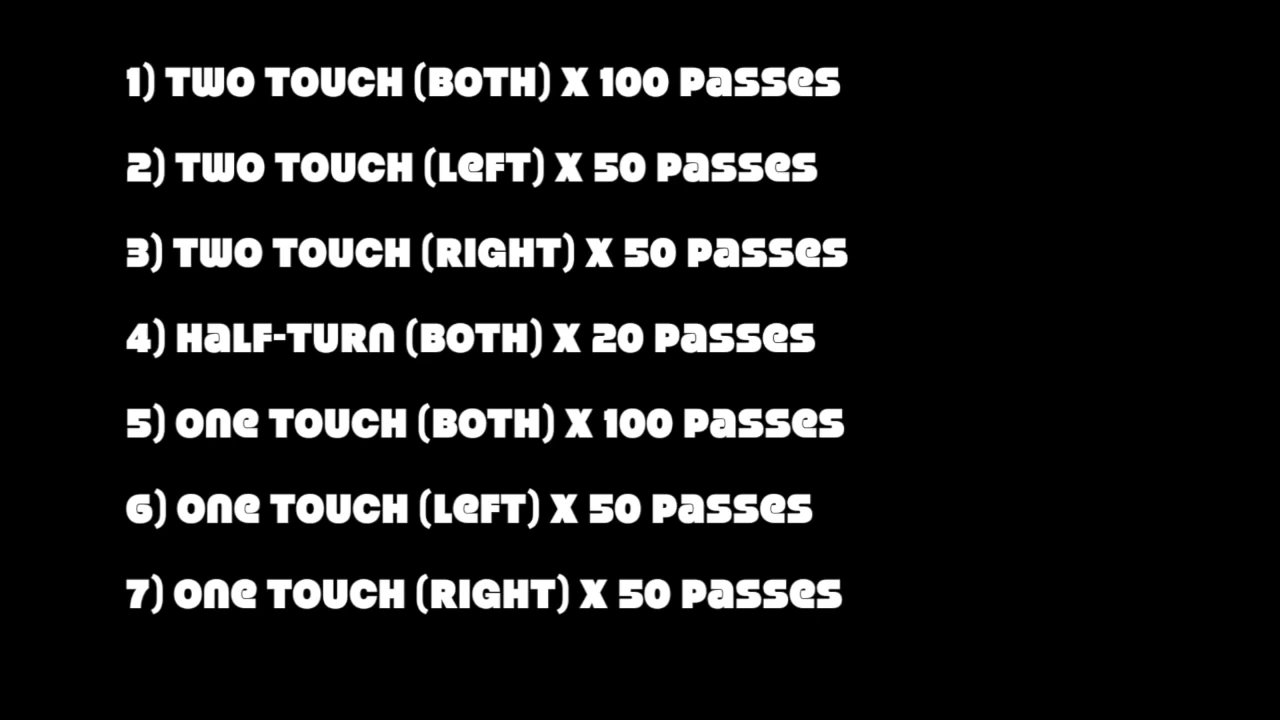 1) TWO TOUCH (BOTH) X 100 Passes
2) TWO TOUCH (LeFT) X 50 Passes
3) TWO TOUCH (RIGHT) X 50 Passes
4) HaLF-TURn (BOTH) X 20 Passes
5) One TOUCH (BOTH) X 100 Passes
6) One TOUCH (LeFT) X 50 Passes
7) One TOUCH (RIGHT) X 50 Passes